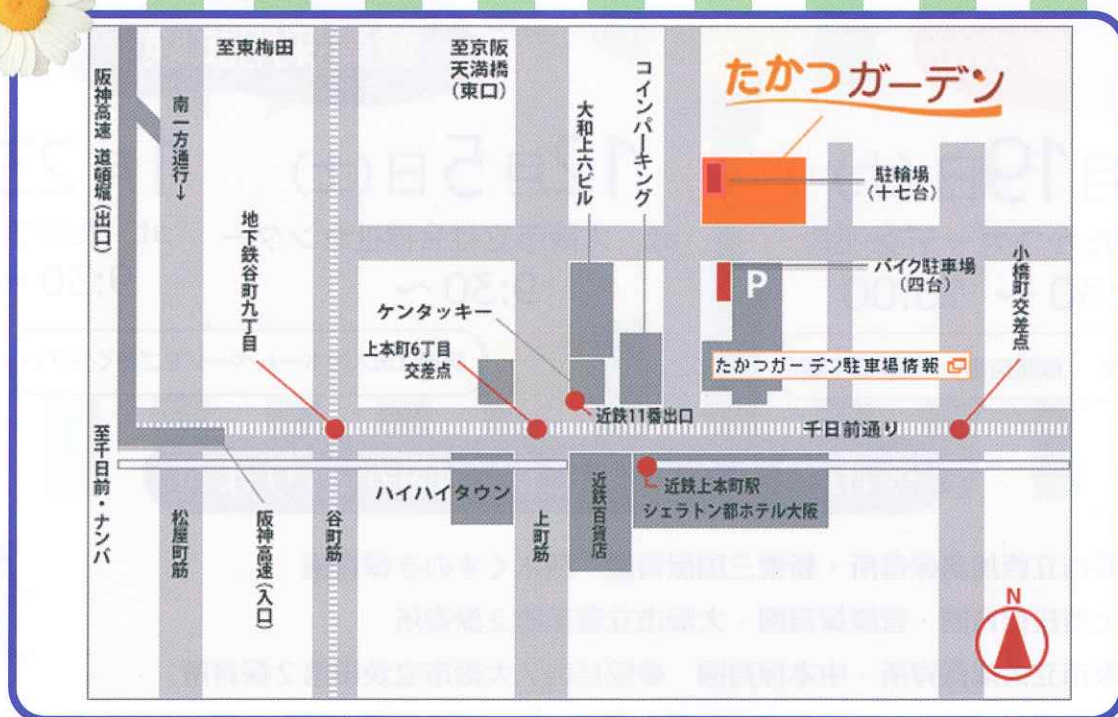 至東梅田
至京阪
天満橋
(東口)
阪神高速 道頓堀(出口)
南一方通行→
地下鉄谷町九丁目
大和上六ビル
コインパーキング
たかつガーデン
駐輪場
(十七台)
バイク駐車場
(四台)
小橋町交差点
P
ケンタッキー
上本町6丁目
交差点
たかつガーデン駐車場情報
近鉄11番出口
千日前通り
至千日前・ナンバ
松屋町筋
阪神高速(入口)
谷町筋
ハイハイタウン
上町筋
近鉄百貨店
近鉄上本町駅
シェラトン都ホテル大阪
N